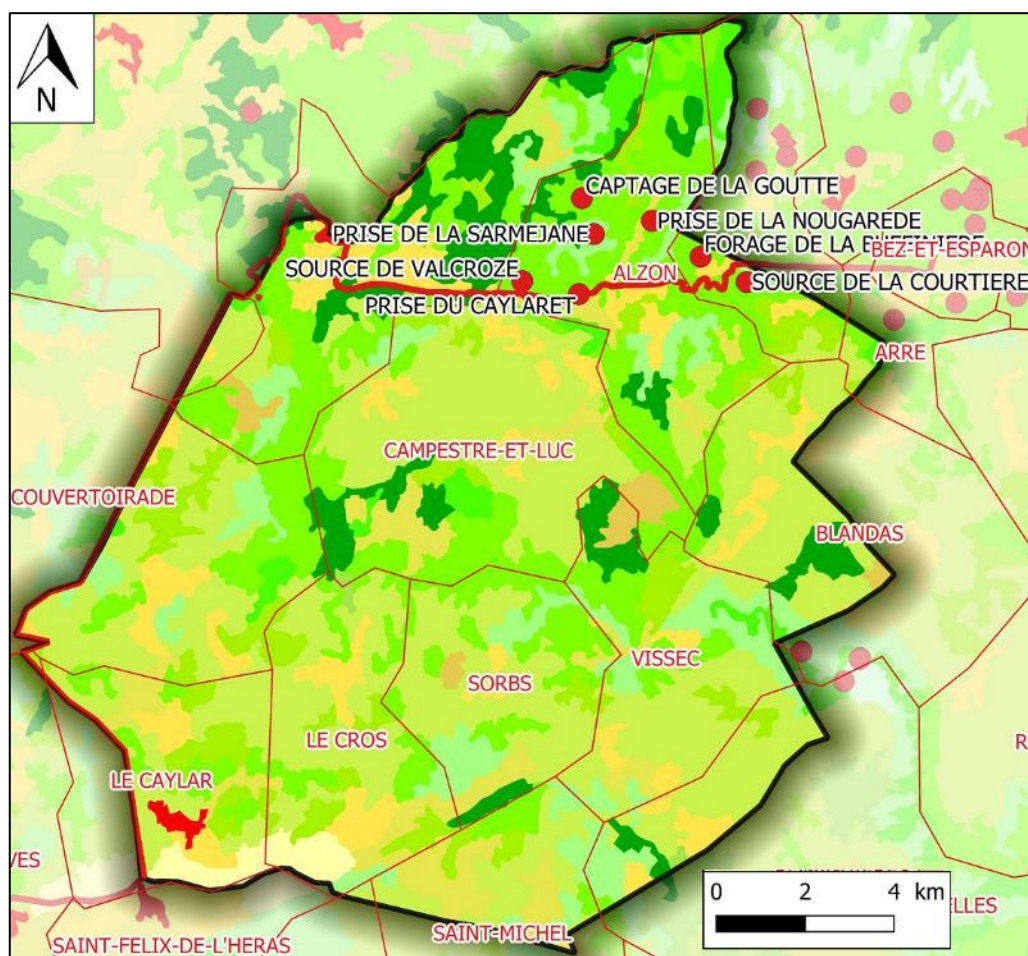 N
CAPTAGE DE LA GOUTTE
PRISE DE LA NOUGAREDE
PRISE DE LA SARMEJANE
FORAGE DE LA
BEZ-ET-ESPARON
SOURCE DE VALCROZE
ALZON
SOURCE DE LA COURTIERE
PRISE DU CAYLARET
ARRE
CAMPESTRE-ET-LUC
COUVERTOIRADE
BLANDAS
VISSEC
SORBS
LE CROS
R
LE CAYLAR
VES
0 2 4 km
ELLES
SAINT-MICHEL
SAINT-FELIX-DE-L'HERAS